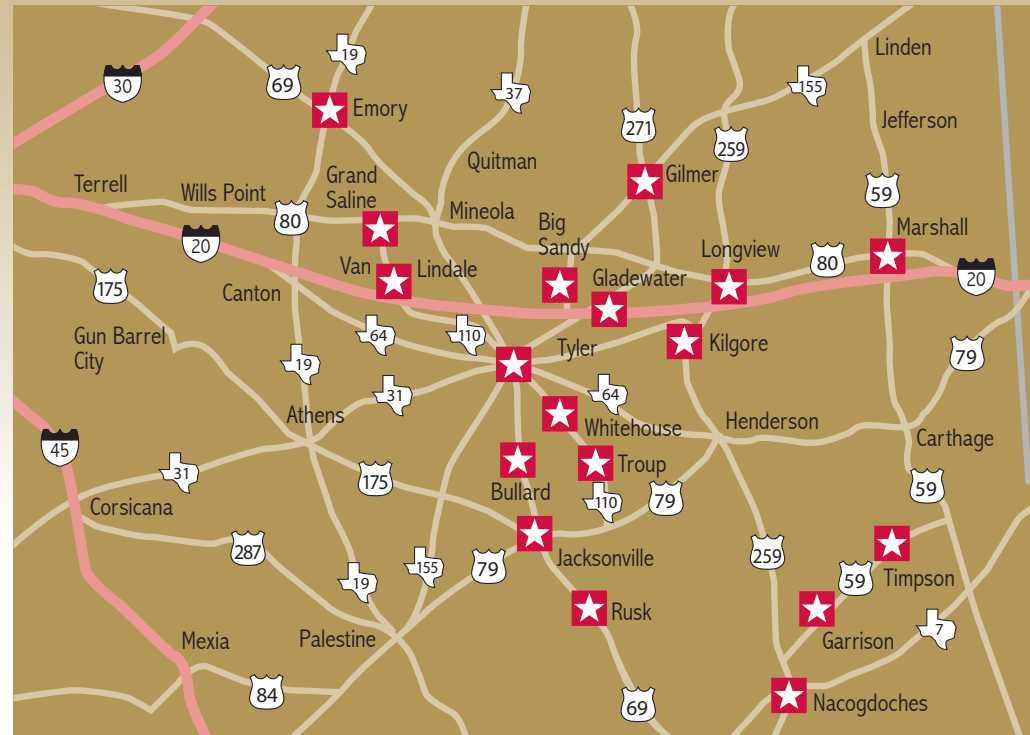 19
Linden
30
69
37
155
Emory
271
Jefferson
259
Quitman
Grand
Saline
Gilmer
Terrell
Wills Point
59
80
Mineola
Big
Sandy
Marshall
20
Longview
80
Van
Lindale
Gladewater
20
175
Canton
Gun Barrel
City
64
110
Tyler
Kilgore
79
19
31
64
Athens
Whitehouse
Henderson
Carthage
45
31
175
Bullard
Troup
110
79
59
Corsicana
287
155
79
Jacksonville
259
59
Timpson
19
Rusk
Garrison
7
Mexia
Palestine
84
69
Nacogdoches